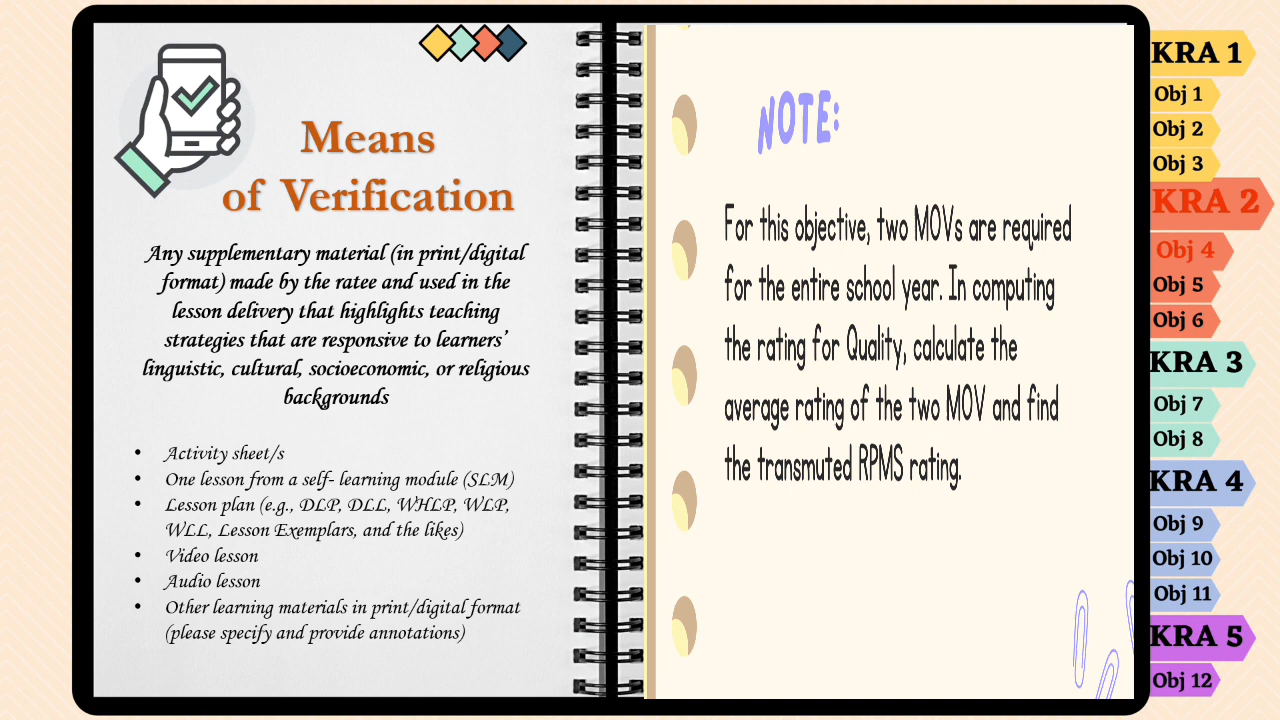 Means
of Verification
Any supplementary material (in print/digital
format) made by the ratee and used in the
lesson delivery that highlights teaching
strategies that are responsive to learners’
linguistic, cultural, socioeconomic, or religious
backgrounds
• Activity sheet/s
• One lesson from a self- learning module (SLM)
• Lesson plan (e.g., DLP, DLL, WHLP, WLP,
WLL, Lesson Exemplars, and the likes)
• Video lesson
• Audio lesson
• Other learning materials in print/digital format
(please specify and provide annotations)
NOTE:
For this objective, two MOVs are required
for the entire school year. In computing
the rating for Quality, calculate the
average rating of the two MOV and find
the transmuted RPMS rating.
KRA 1
Obj 1
Obj 2
Obj 3
KRA 2
Obj 4
Obj 5
Obj 6
KRA 3
Obj 7
Obj 8
KRA 4
Obj 9
Obj 10
Obj 11
KRA 5
Obj 12